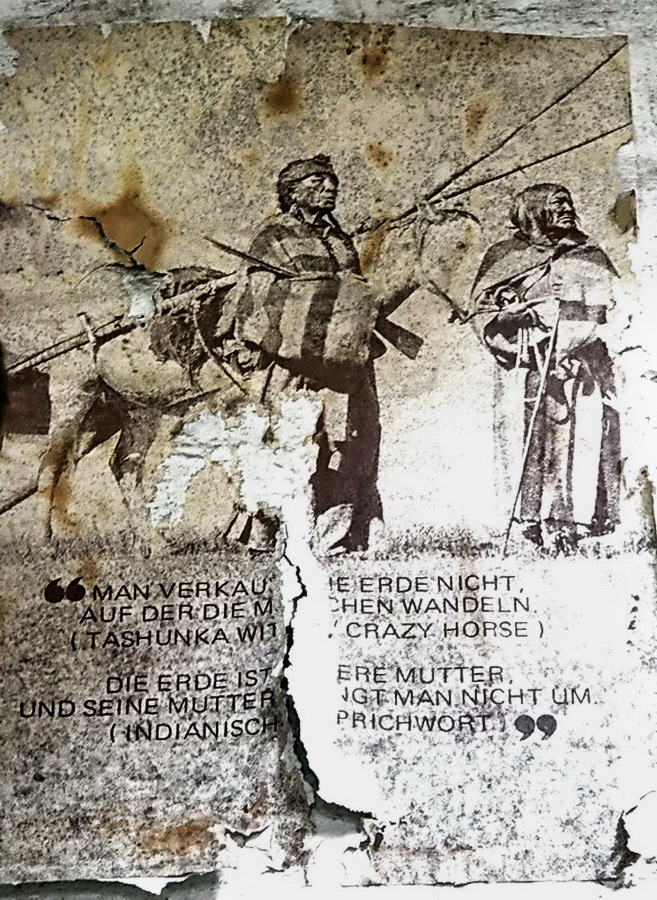 ❝ MAN VERKAU IE ERDE NICHT,
AUF DER DIE M CHEN WANDELN.
( TASHUNKA WIT / CRAZY HORSE )
DIE ERDE IST ERE MUTTER,
UND SEINE MUTTER NGT MAN NICHT UM.
( INDIANISCH PRICHWORT ) ❞